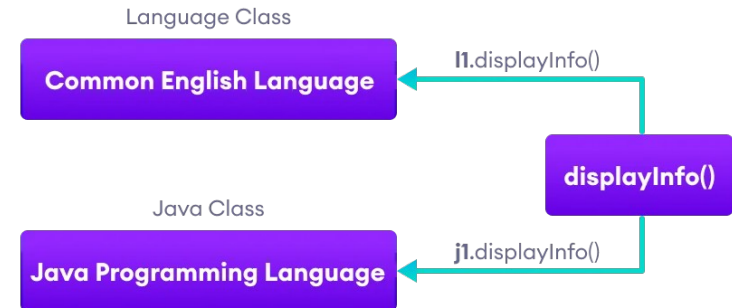 Language Class
Common English Language
l1.displayInfo()
displayInfo()
Java Class
Java Programming Language
j1.displayInfo()